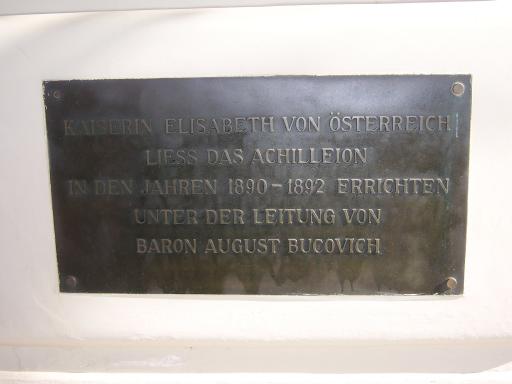 KAISERIN ELISABETH VON ÖSTERREICH
LIESS DAS ACHILLEION
IN DEN JAHREN 1890-1892 ERRICHTEN
UNTER DER LEITUNG VON
BARON AUGUST BUCOVICH